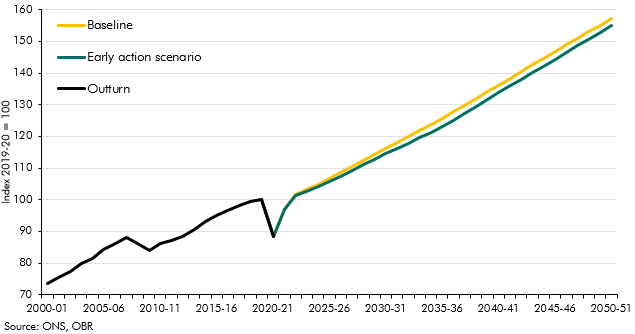 160
150
140
130
120
110
100
90
80
70
Index 2019-20 = 100
Baseline
Early action scenario
Outturn
2000-01 2005-06 2010-11 2015-16 2020-21 2025-26 2030-31 2035-36 2040-41 2045-46 2050-51
Source: ONS, OBR